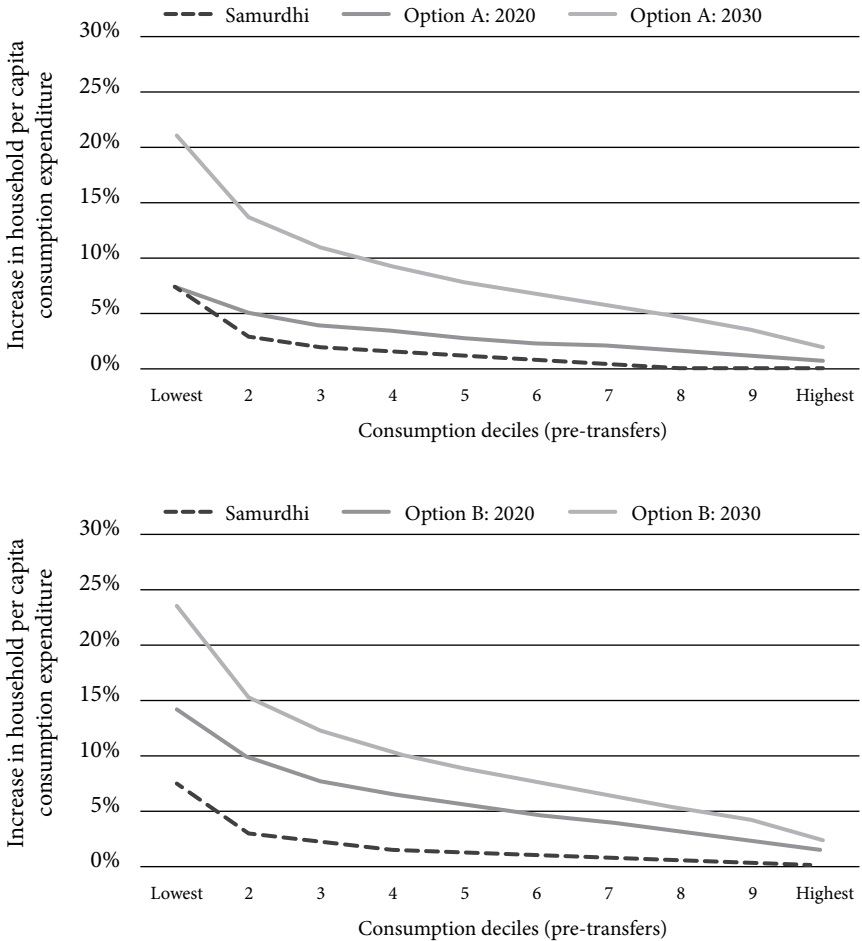 Samurdhi Option A: 2020 Option A: 2030
Increase in household per capita
consumption expenditure
30%
25%
20%
15%
10%
5%
0%
Lowest 2 3 4 5 6 7 8 9 Highest
Consumption deciles (pre-transfers)
Samurdhi Option B: 2020 Option B: 2030
Increase in household per capita
consumption expenditure
30%
25%
20%
15%
10%
5%
0%
Lowest 2 3 4 5 6 7 8 9 Highest
Consumption deciles (pre-transfers)